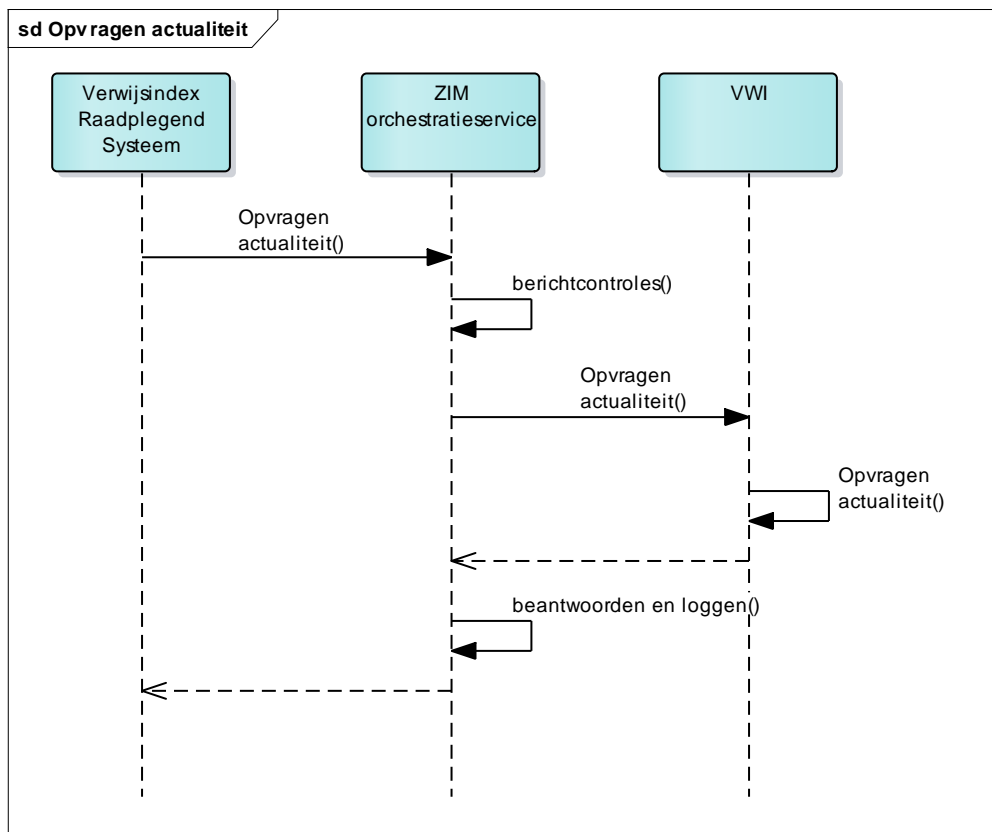 sd Opvragen actualiteit
Verwijsindex
Raadplegend
Systeem
ZIM
orchestratieservice
VWI
Opvragen
actualiteit()
berichtcontroles()
Opvragen
actualiteit()
Opvragen
actualiteit()
beantwoorden en loggen()